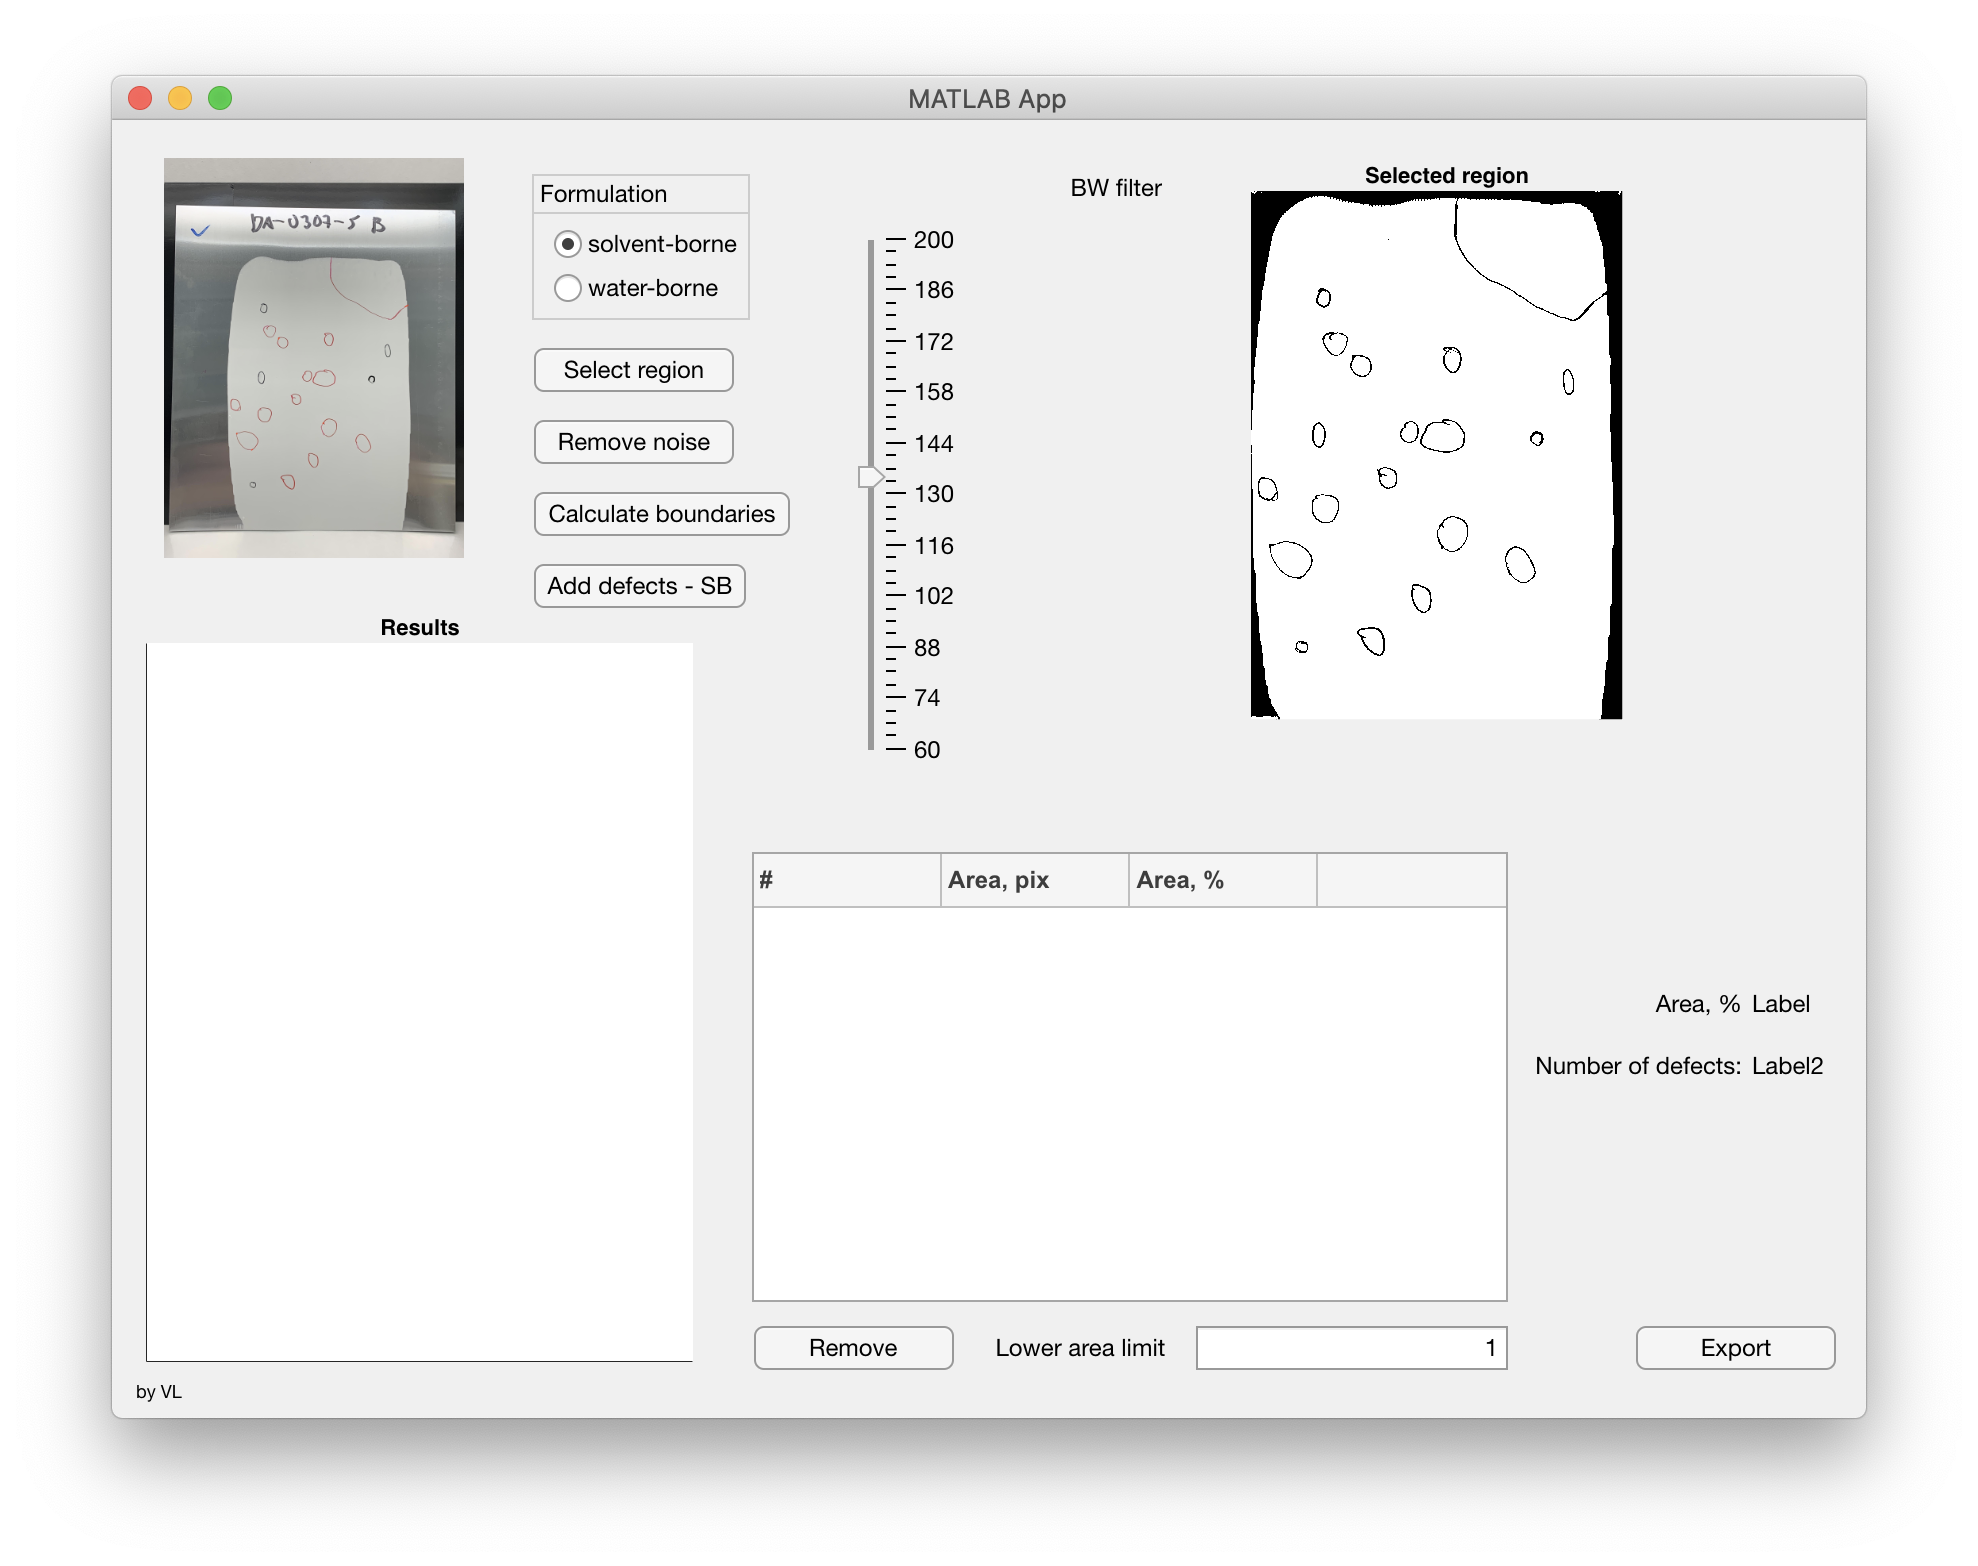 MATLAB App
DA-0307-5 B
Formulation
solvent-borne
water-borne
Select region
Remove noise
Calculate boundaries
Add defects - SB
BW filter
200
186
172
158
144
130
116
102
88
74
60
Selected region
Results
# Area, pix Area, %
Area, % Label
Number of defects: Label2
Remove Lower area limit 1 Export
by VL